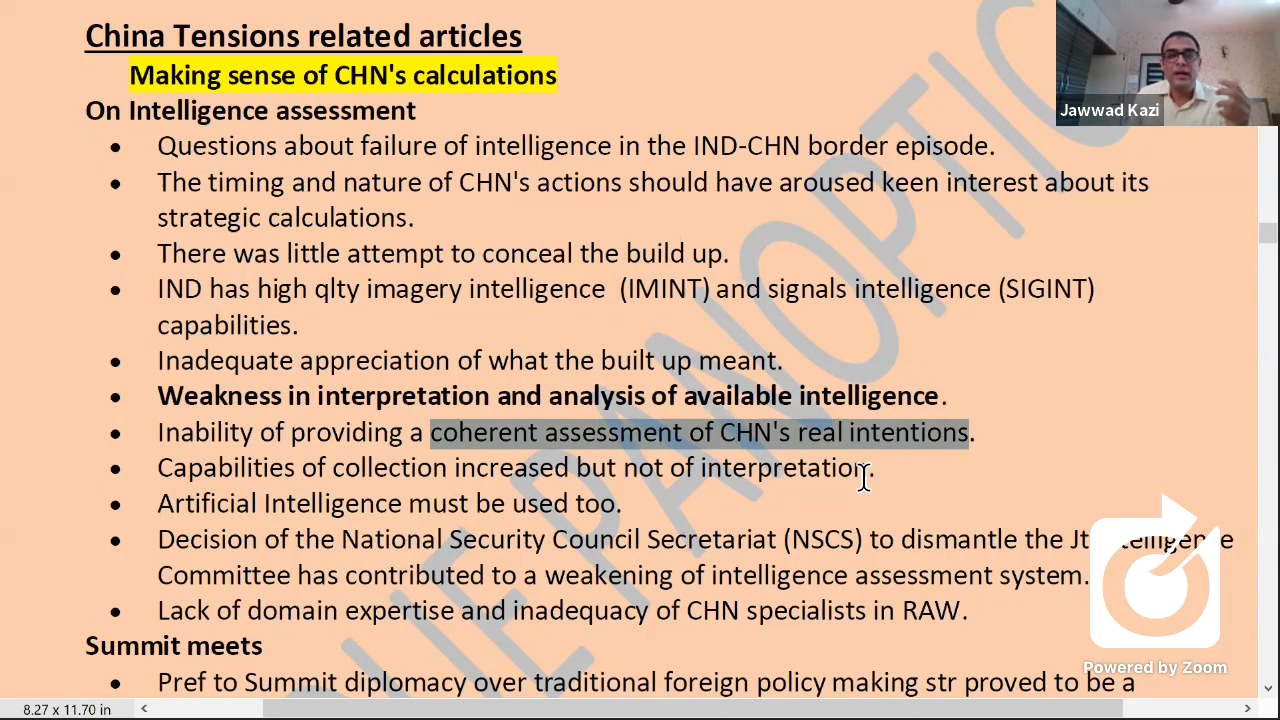 China Tensions related articles
Making sense of CHN's calculations
On Intelligence assessment
• Questions about failure of intelligence in the IND-CHN border episode.
• The timing and nature of CHN's actions should have aroused keen interest about its
strategic calculations.
• There was little attempt to conceal the build up.
• IND has high qlty imagery intelligence (IMINT) and signals intelligence (SIGINT)
capabilities.
• Inadequate appreciation of what the built up meant.
• Weakness in interpretation and analysis of available intelligence.
• Inability of providing a coherent assessment of CHN's real intentions.
• Capabilities of collection increased but not of interpretation.
• Artificial Intelligence must be used too.
• Decision of the National Security Council Secretariat (NSCS) to dismantle the Jt Intelligence
Committee has contributed to a weakening of intelligence assessment system.
• Lack of domain expertise and inadequacy of CHN specialists in RAW.
Summit meets
• Pref to Summit diplomacy over traditional foreign policy making str proved to be a
8.27 x 11.70 in
Jawwad Kazi
Powered by Zoom
PANOPTIC